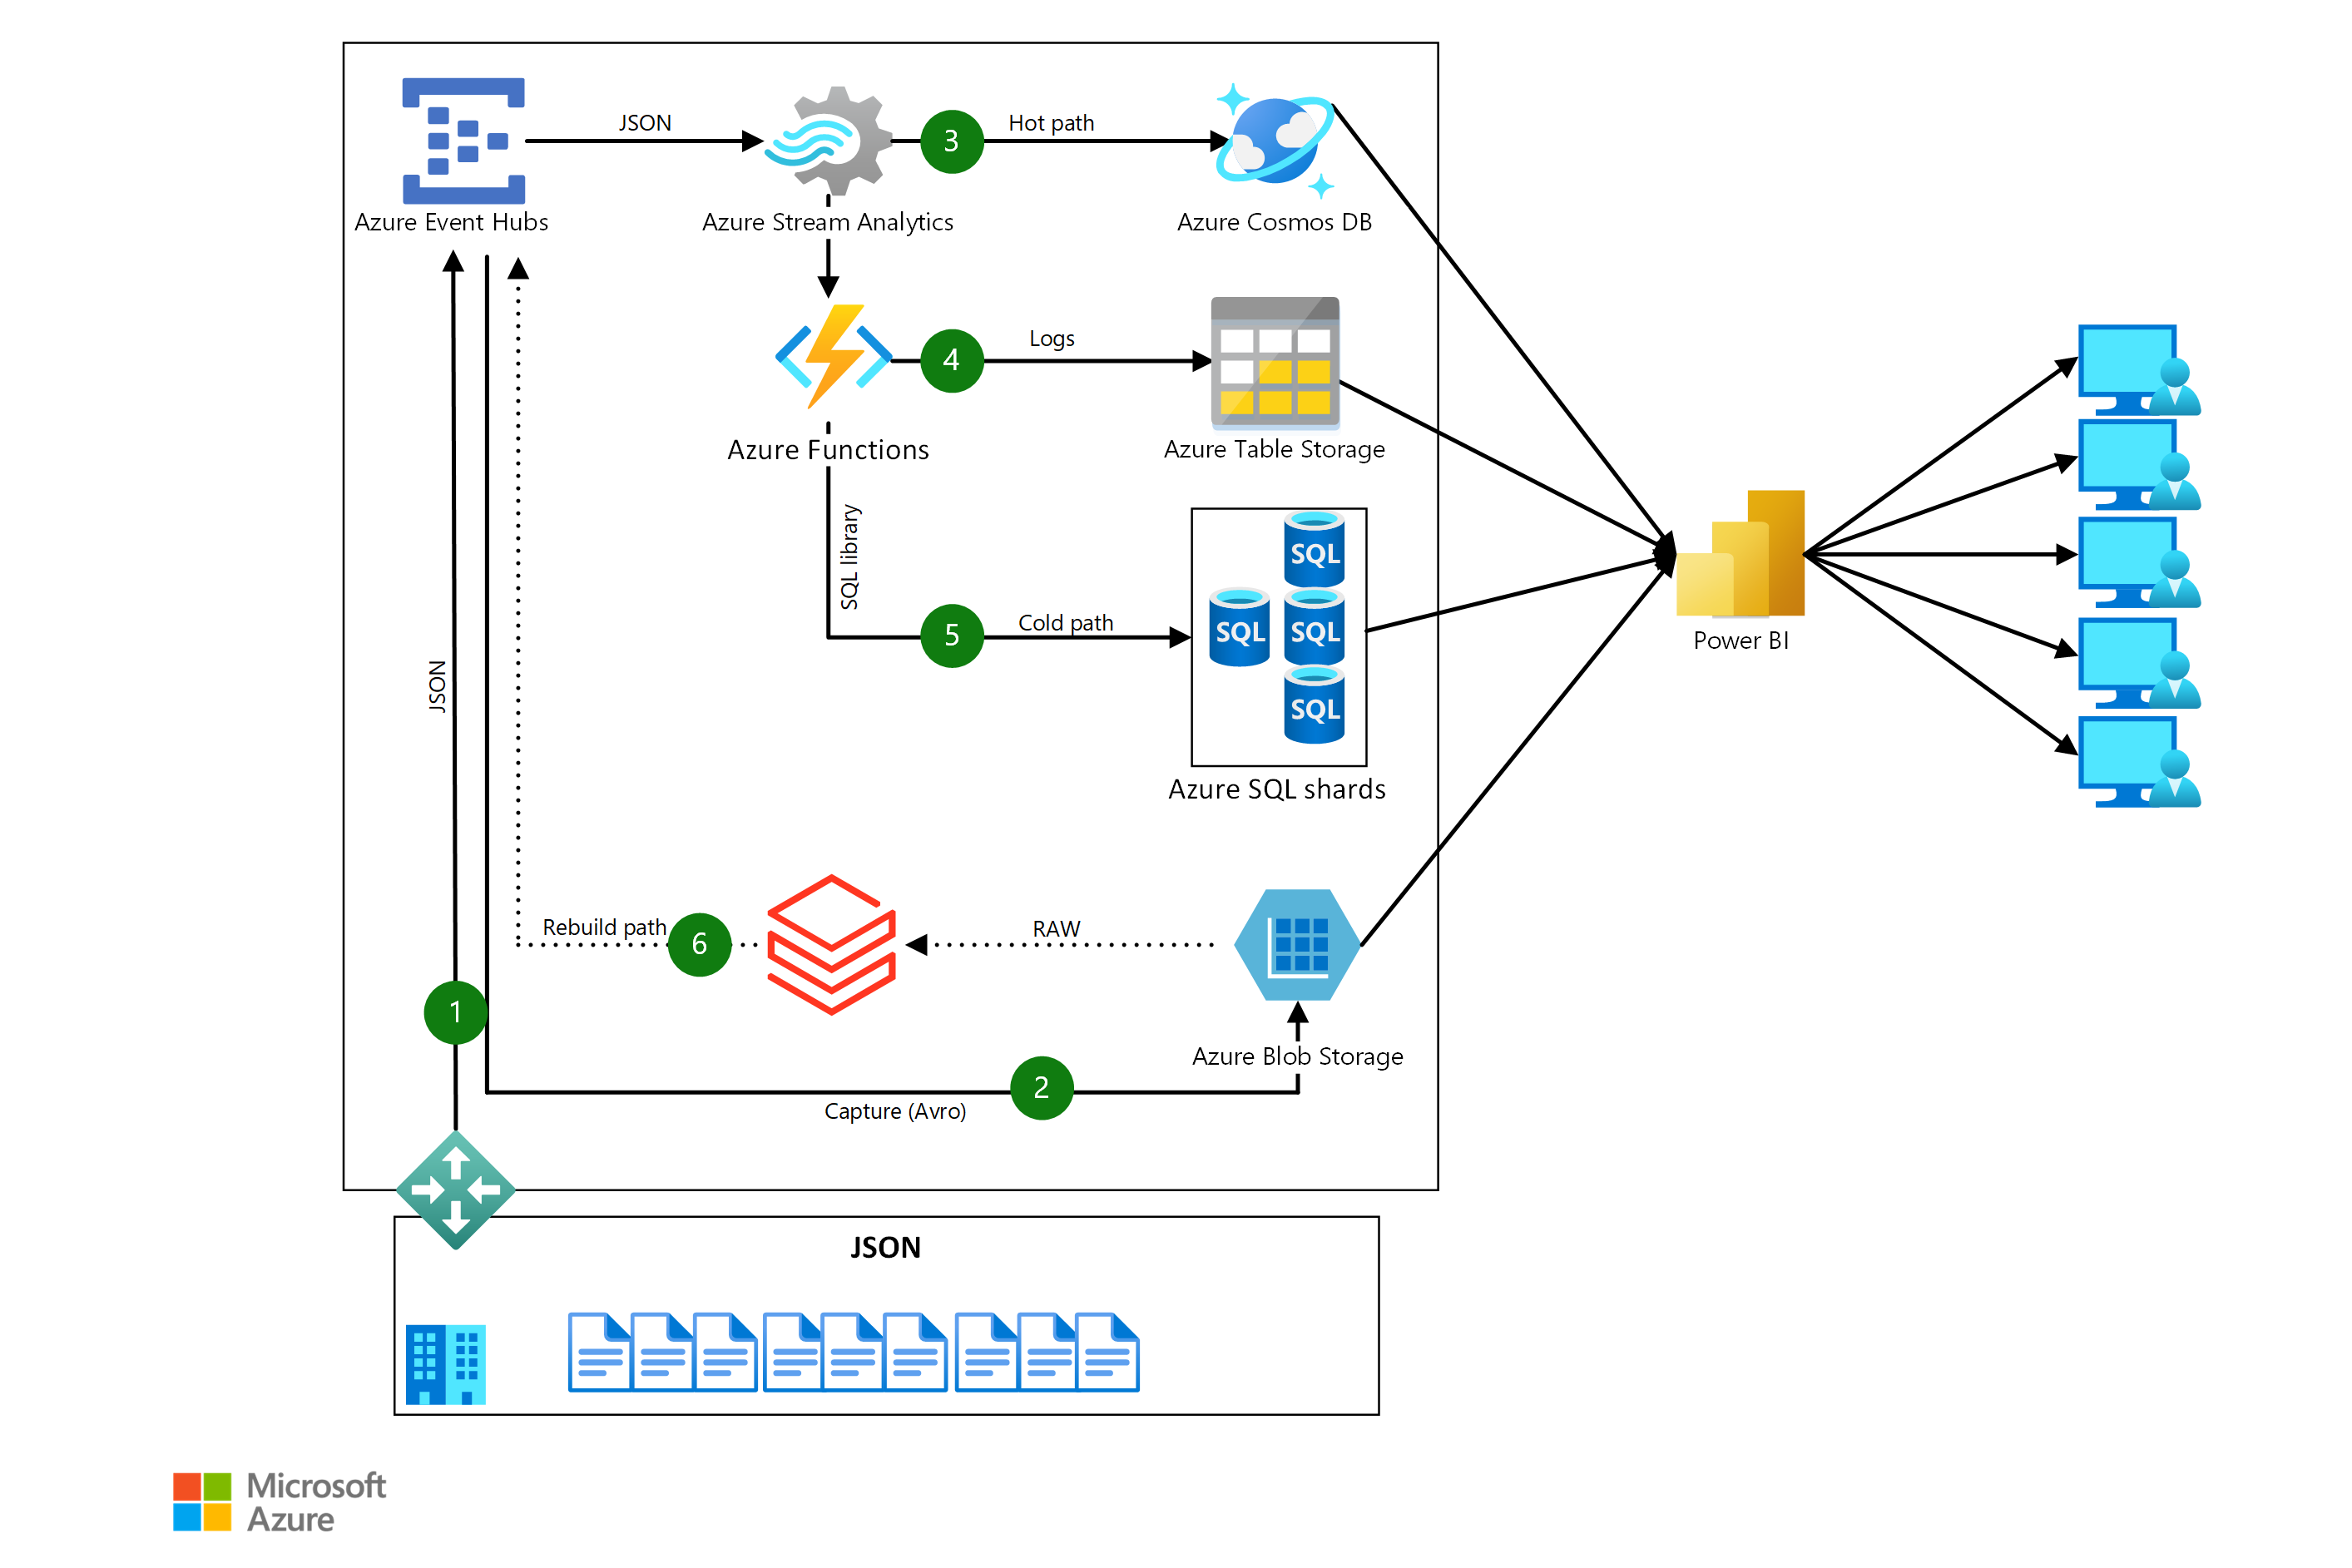 JSON
3
Hot path
Azure Event Hubs
Azure Stream Analytics
Azure Cosmos DB
4
Logs
Azure Functions
Azure Table Storage
SQL library
SQL
SQL
SQL
SQL
5
Cold path
Power BI
JSON
Azure SQL shards
Rebuild path
6
RAW
1
Azure Blob Storage
2
Capture (Avro)
JSON
Microsoft
Azure